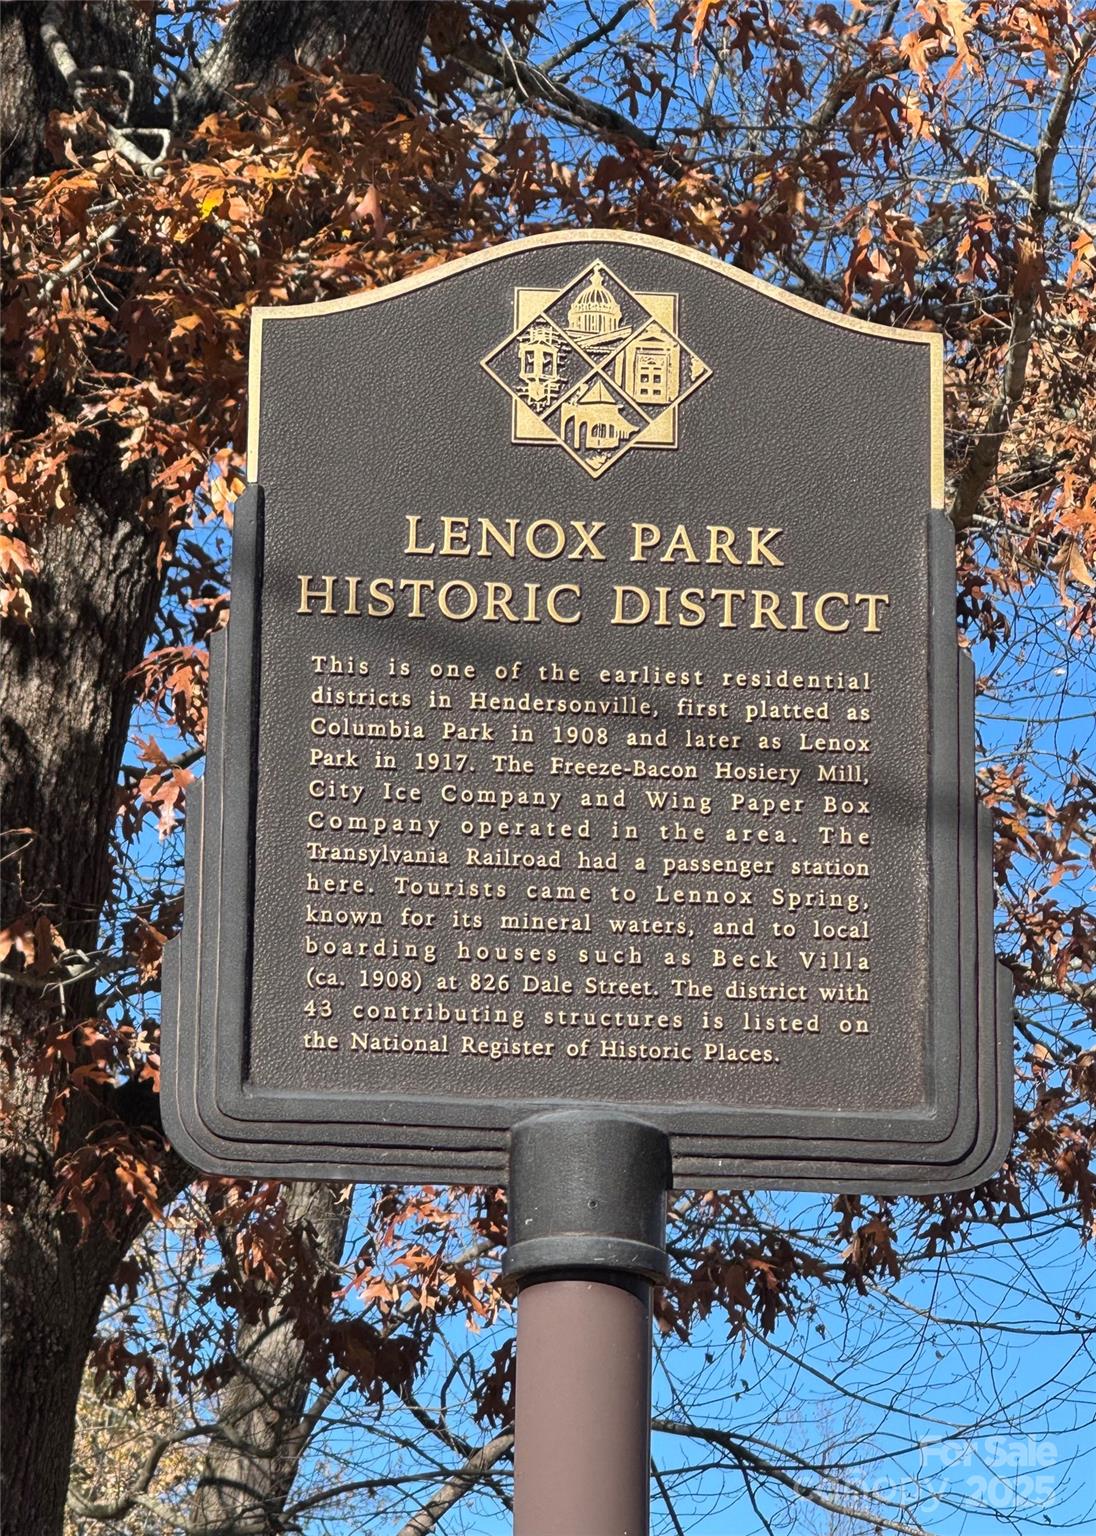 LENOX PARK
HISTORIC DISTRICT
This is one of the earliest residential
districts in Hendersonville, first platted as
Columbia Park in 1908 and later as Lenox
Park in 1917. The Freeze-Bacon Hosiery Mill,
City Ice Company and Wing Paper Box
Company operated in the area. The
Transylvania Railroad had a passenger station
here. Tourists came to Lennox Spring,
known for its mineral waters, and to local
boarding houses such as Beck Villa
(ca. 1908) at 826 Dale Street. The district with
43 contributing structures is listed on
the National Register of Historic Places.
For Sale
canopy 2025